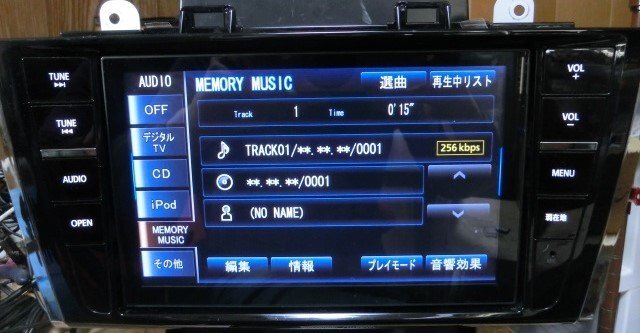 TUNE
TUNE
AUDIO
OPEN
AUDIO
OFF
デジタル
TV
CD
iPod
MEMORY
MUSIC
その他
MEMORY MUSIC
選曲
再生中リスト
Track 1 Time 0'15"
TRACK01/**.**.**/0001
256 kbps
**.**.**/0001
(NO NAME)
編集
情報
プレイモード
音響効果
VOL
+
VOL
−
MENU
現在地